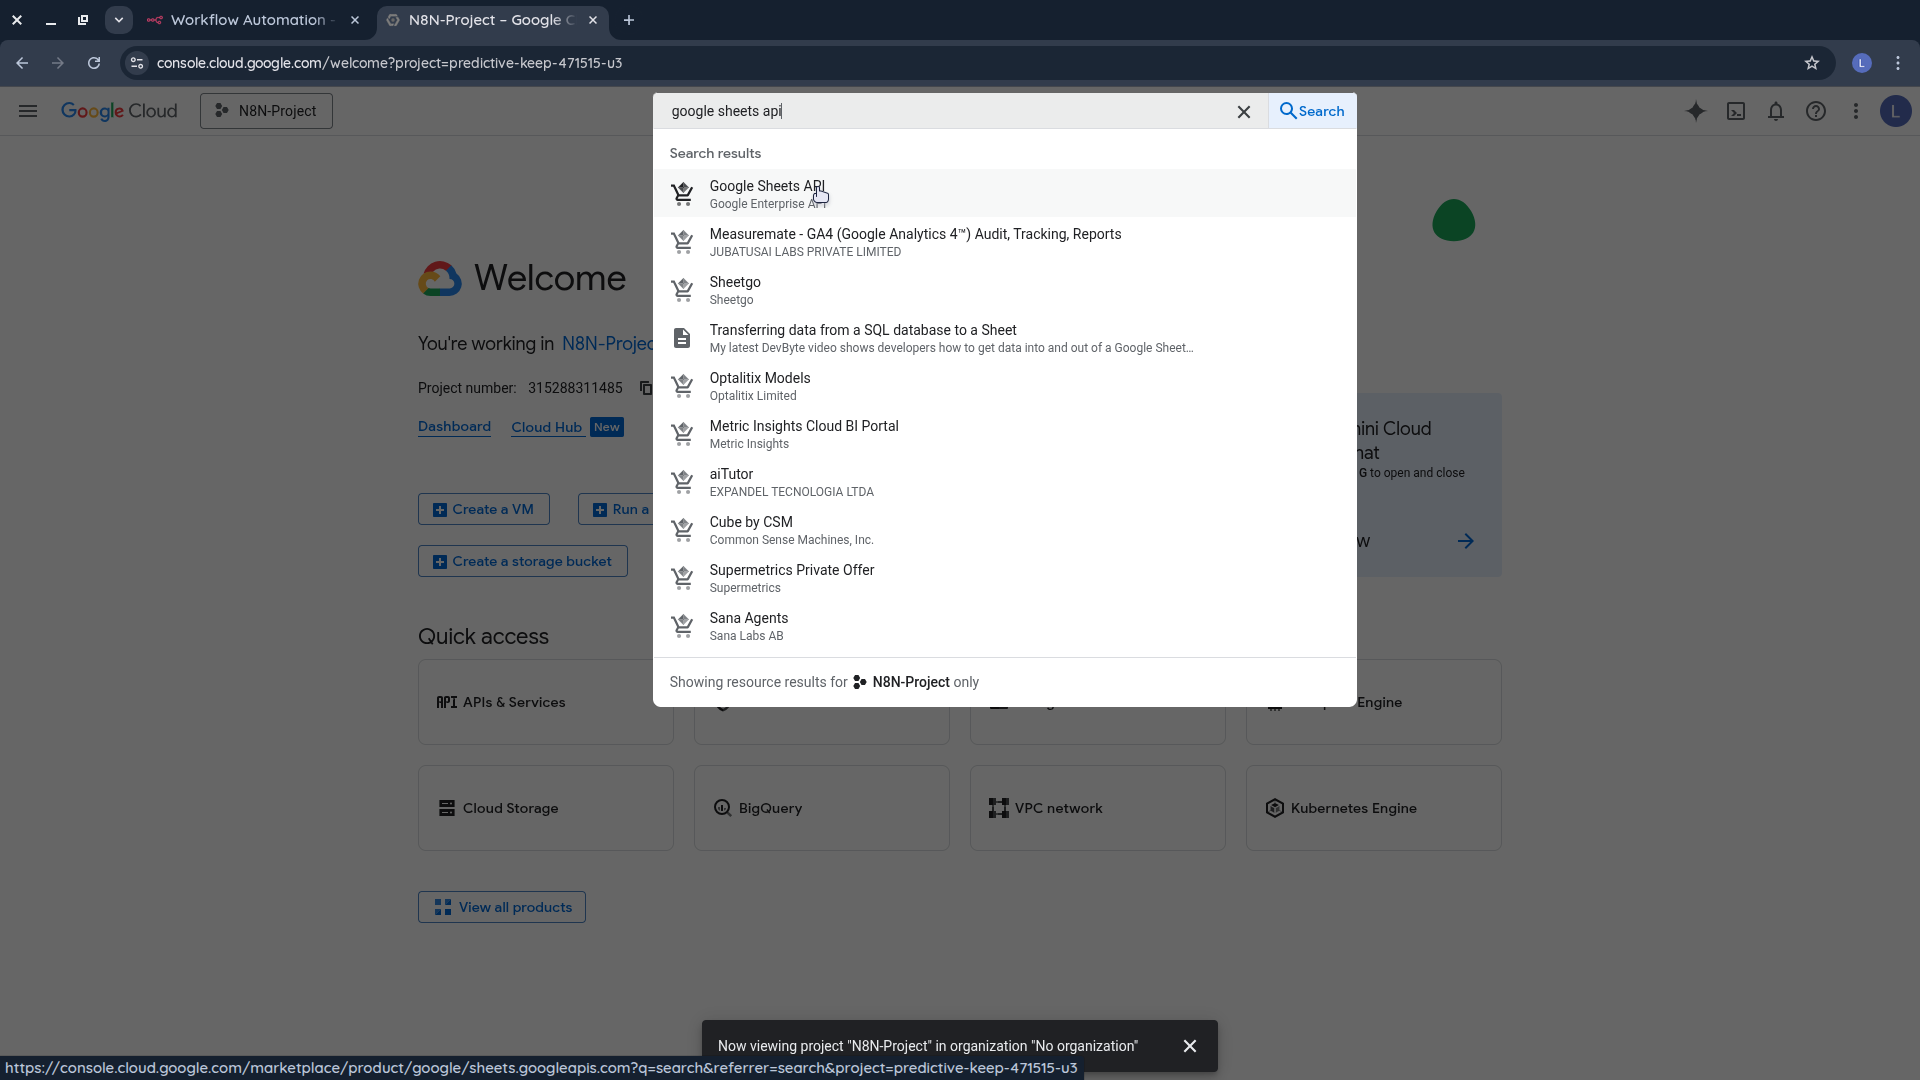 Workflow Automation -
N8N-Project – Google C
console.cloud.google.com/welcome?project=predictive-keep-471515-u3
L
Google Cloud
N8N-Project
google sheets api
Search
L
Search results
Google Sheets API
Google Enterprise API
Measuremate - GA4 (Google Analytics 4™) Audit, Tracking, Reports
JUBATUSAI LABS PRIVATE LIMITED
Sheetgo
Sheetgo
Transferring data from a SQL database to a Sheet
My latest DevByte video shows developers how to get data into and out of a Google Sheet…
Optalitix Models
Optalitix Limited
Metric Insights Cloud BI Portal
Metric Insights
aiTutor
EXPANDEL TECNOLOGIA LTDA
Cube by CSM
Common Sense Machines, Inc.
Supermetrics Private Offer
Supermetrics
Sana Agents
Sana Labs AB
Showing resource results for N8N-Project only
Welcome
You're working in N8N-Projec
Project number: 315288311485
Dashboard
Cloud Hub New
Create a VM
Run a
Create a storage bucket
ini Cloud
G to open and close
Quick access
API APIs & Services
Engine
Cloud Storage
BigQuery
VPC network
Kubernetes Engine
View all products
Now viewing project "N8N-Project" in organization "No organization"
https://console.cloud.google.com/marketplace/product/google/sheets.googleapis.com?q=search&referrer=search&project=predictive-keep-471515-u3